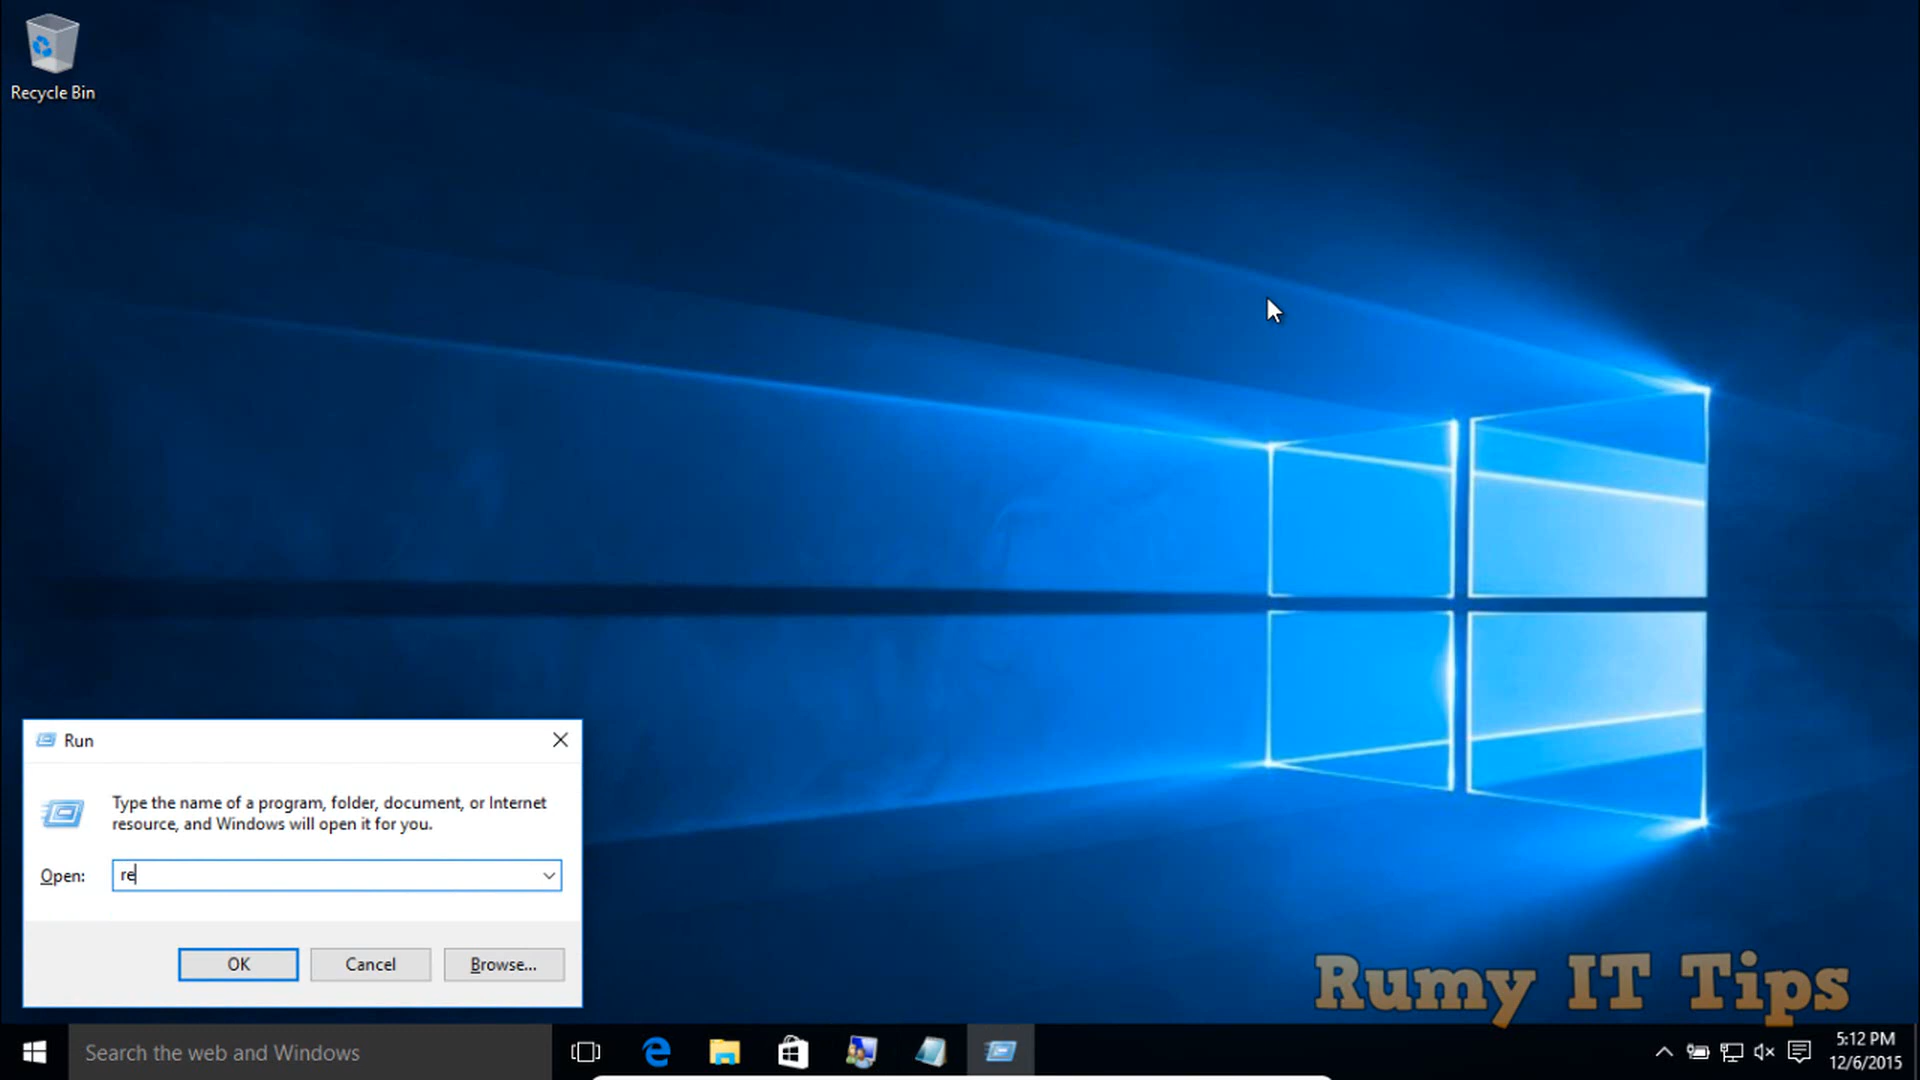 Recycle Bin
Run
Type the name of a program, folder, document, or Internet
resource, and Windows will open it for you.
Open:
re
OK
Cancel
Browse...
Rumy IT Tips
Search the web and Windows
5:12 PM
12/6/2015